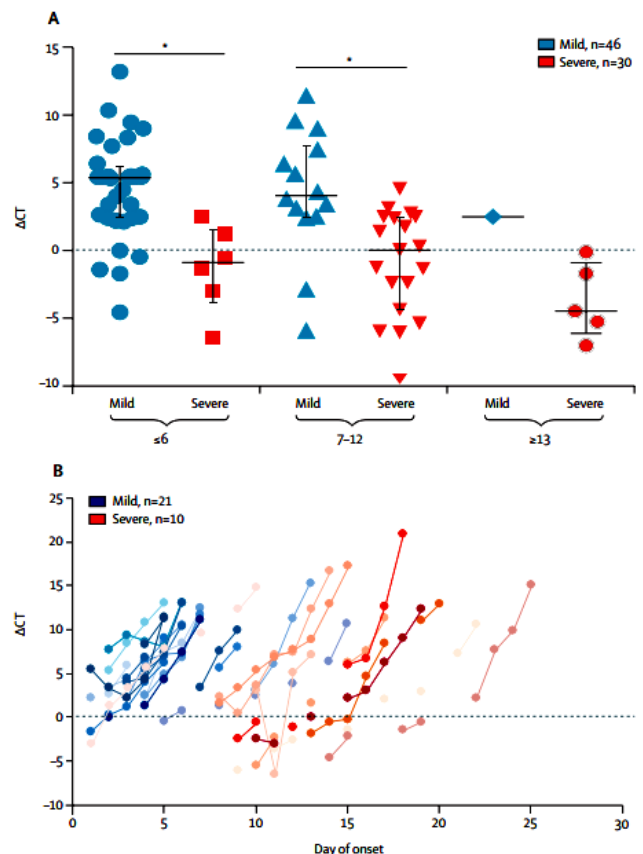 A
* *
Mild, n=46
Severe, n=30
15
10
5
0
−5
−10
ΔCT
Mild Severe Mild Severe Mild Severe
≤6 7–12 ≥13
B
Mild, n=21
Severe, n=10
25
20
15
10
5
0
−5
−10
ΔCT
0 5 10 15 20 25 30
Day of onset